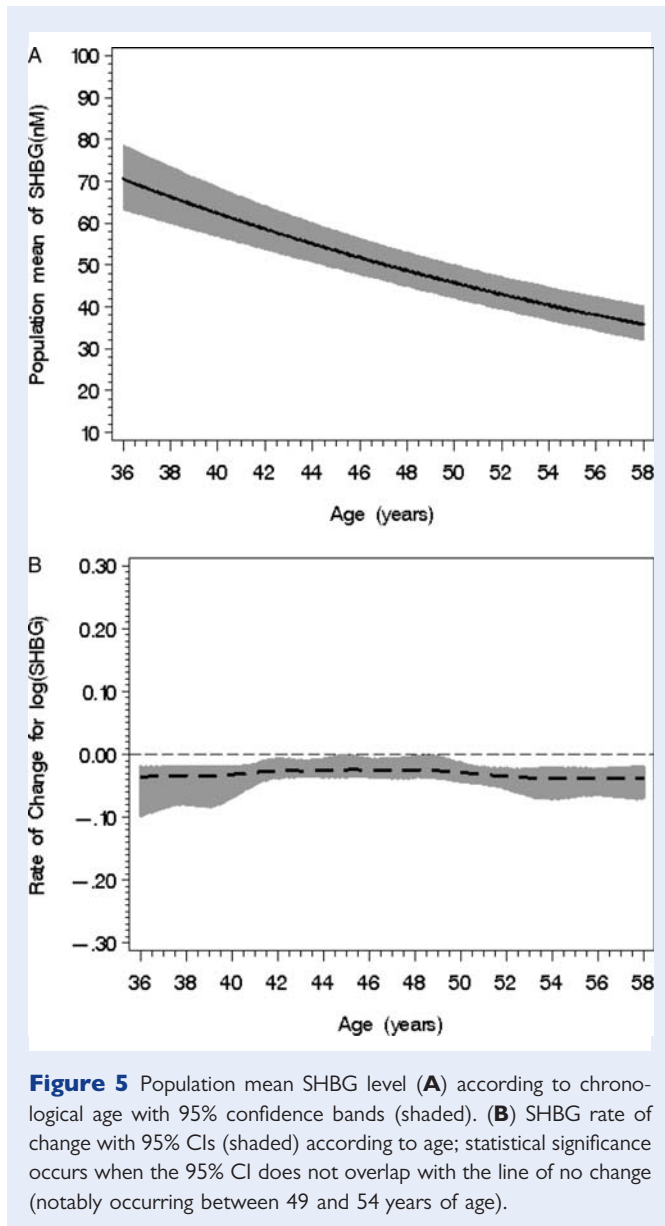 A
100
90
80
70
60
50
40
30
20
10
Population mean of SHBG(nM)
36 38 40 42 44 46 48 50 52 54 56 58
Age (years)
B
0.30
0.20
0.10
0.00
—.10
—.20
—.30
Rate of Change for log(SHBG)
36 38 40 42 44 46 48 50 52 54 56 58
Age (years)
Figure 5 Population mean SHBG level (A) according to chrono-
logical age with 95% confidence bands (shaded). (B) SHBG rate of
change with 95% CIs (shaded) according to age; statistical significance
occurs when the 95% CI does not overlap with the line of no change
(notably occurring between 49 and 54 years of age).